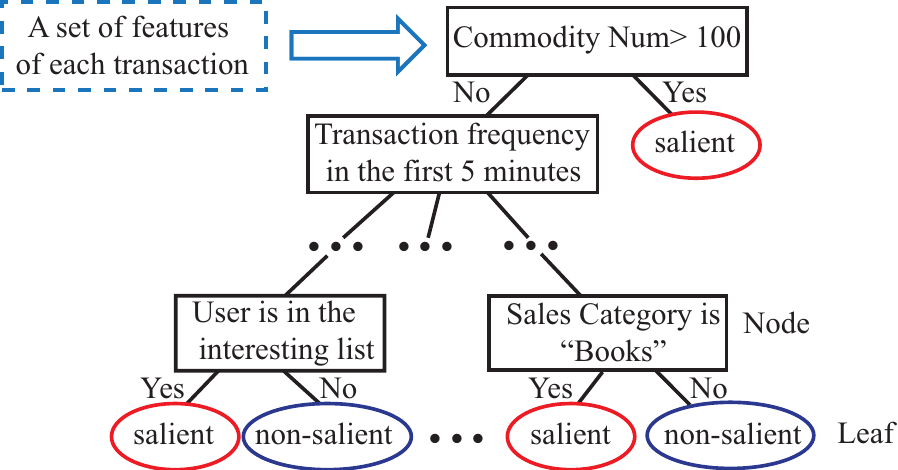 A set of features
of each transaction
Commodity Num> 100
No
Yes
salient
Transaction frequency
in the first 5 minutes
User is in the
interesting list
Sales Category is
“Books”
Node
Yes
No
Yes
No
salient
non-salient
salient
non-salient
Leaf